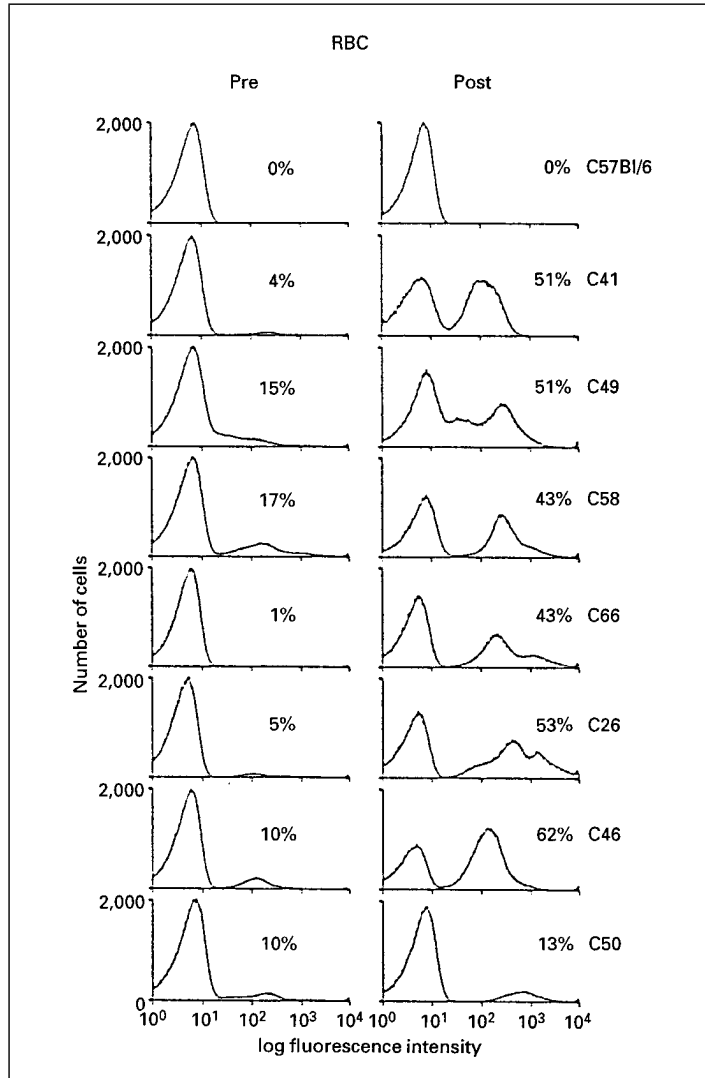 RBC
Pre Post
2,000 0% 0% C57Bl/6
2,000 4% 51% C41
2,000 15% 51% C49
2,000 17% 43% C58
2,000 1% 43% C66
2,000 5% 53% C26
2,000 10% 62% C46
2,000 10% 13% C50
0
Number of cells
10⁰ 10¹ 10² 10³ 10⁴ 10⁰ 10¹ 10² 10³ 10⁴
log fluorescence intensity